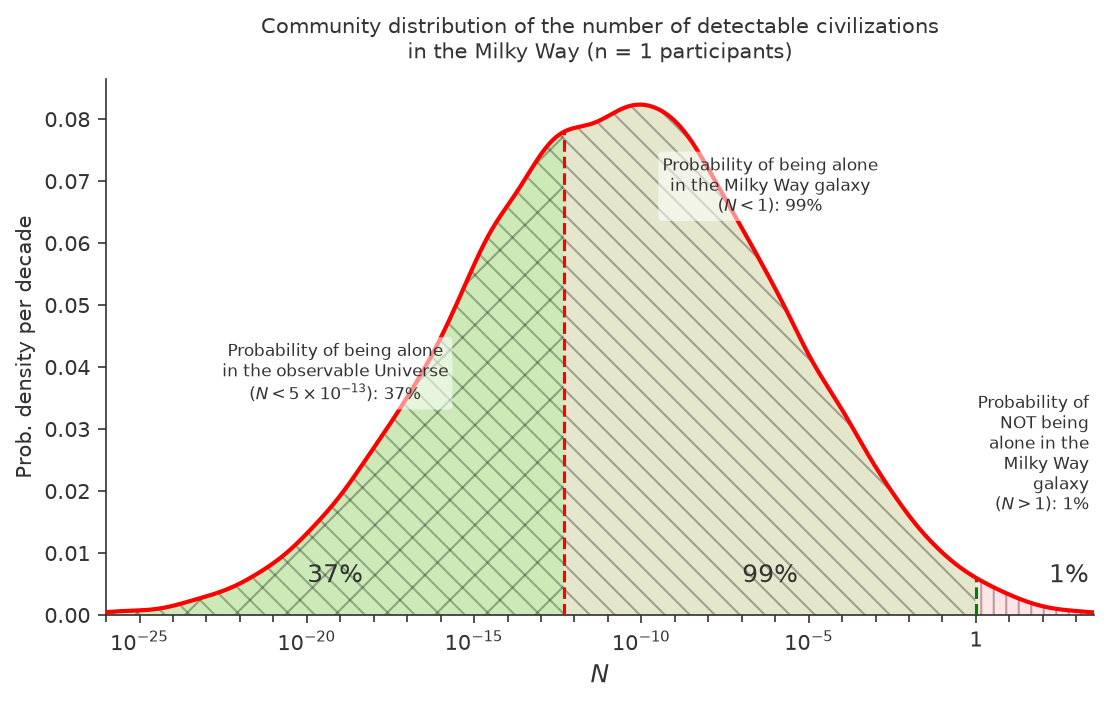 Community distribution of the number of detectable civilizations
in the Milky Way (n = 1 participants)
Prob. density per decade
0.08
0.07
0.06
0.05
0.04
0.03
0.02
0.01
0.00
Probability of being alone
in the Milky Way galaxy
(N < 1): 99%
Probability of being alone
in the observable Universe
(N < 5 × 10⁻¹³): 37%
Probability of
NOT being
alone in the
Milky Way
galaxy
(N > 1): 1%
37%
99%
1%
10⁻²⁵
10⁻²⁰
10⁻¹⁵
10⁻¹⁰
10⁻⁵
1
N